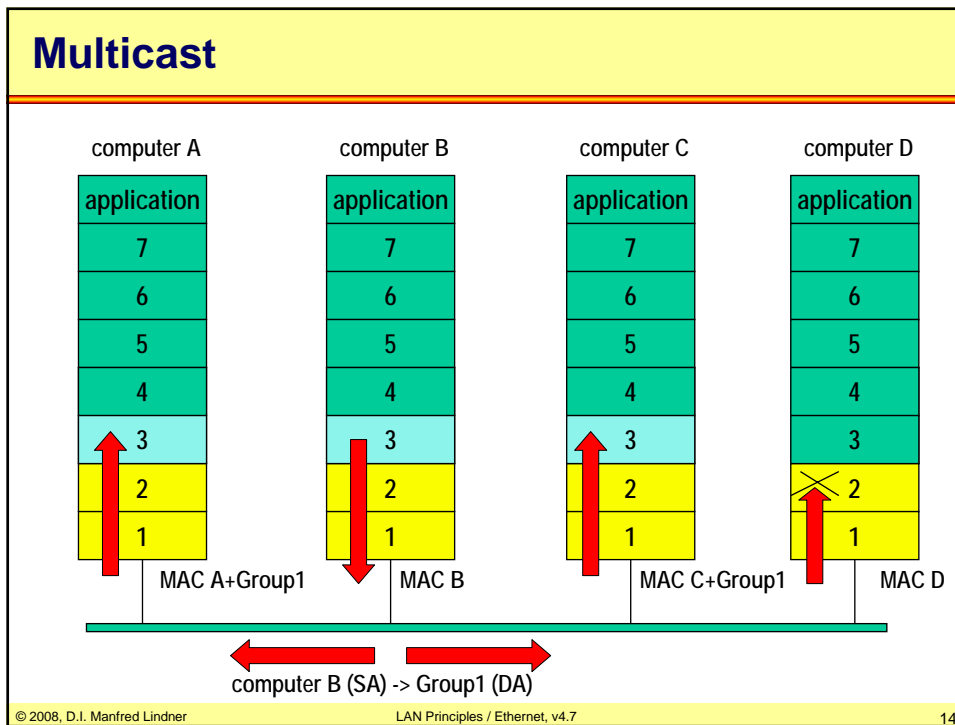 Multicast
computer A computer B computer C computer D
application application application application
7 7 7 7
6 6 6 6
5 5 5 5
4 4 4 4
3 3 3 3
2 2 2 2
1 1 1 1
MAC A+Group1 MAC B MAC C+Group1 MAC D
computer B (SA) -> Group1 (DA)
© 2008, D.I. Manfred Lindner LAN Principles / Ethernet, v4.7 14